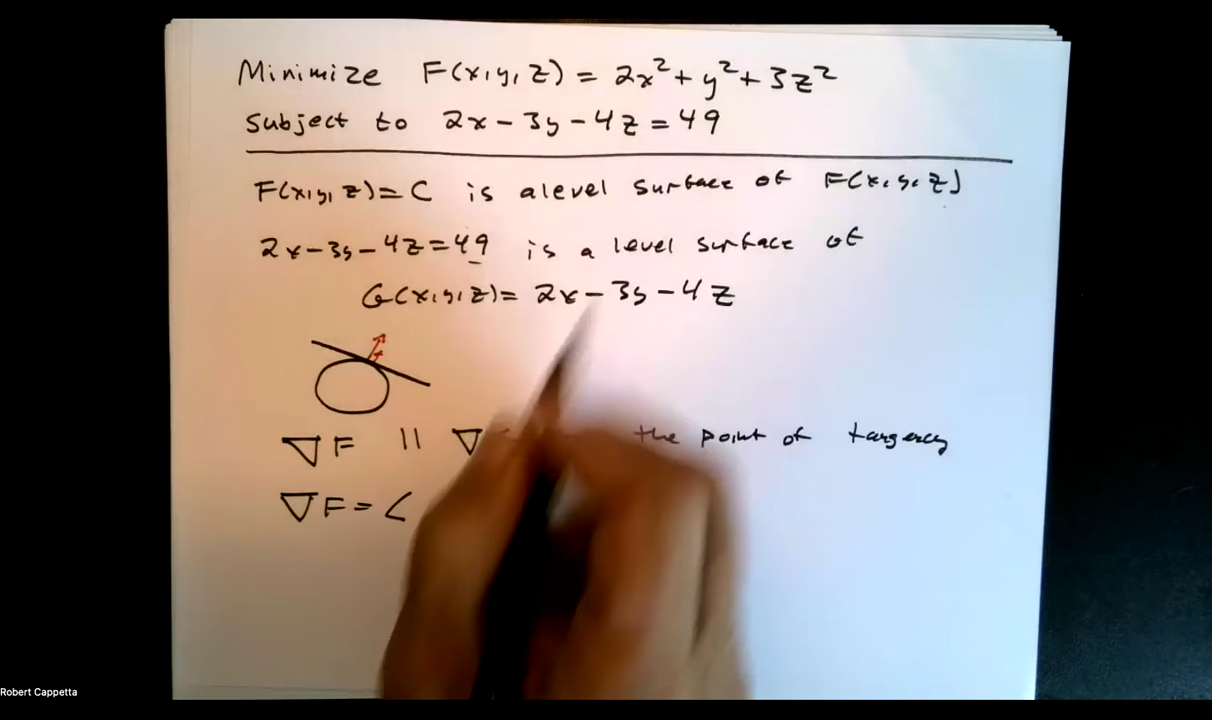 Minimize F(x,y,z) = 2x²+y²+3z²
Subject to 2x-3y-4z=49
F(x,y,z)=C is a level surface of F(x,y,z)
2x-3y-4z=49 is a level surface of
G(x,y,z)= 2x-3y-4z
∇F || ∇ the point of tangency
∇F=<
Robert Cappetta